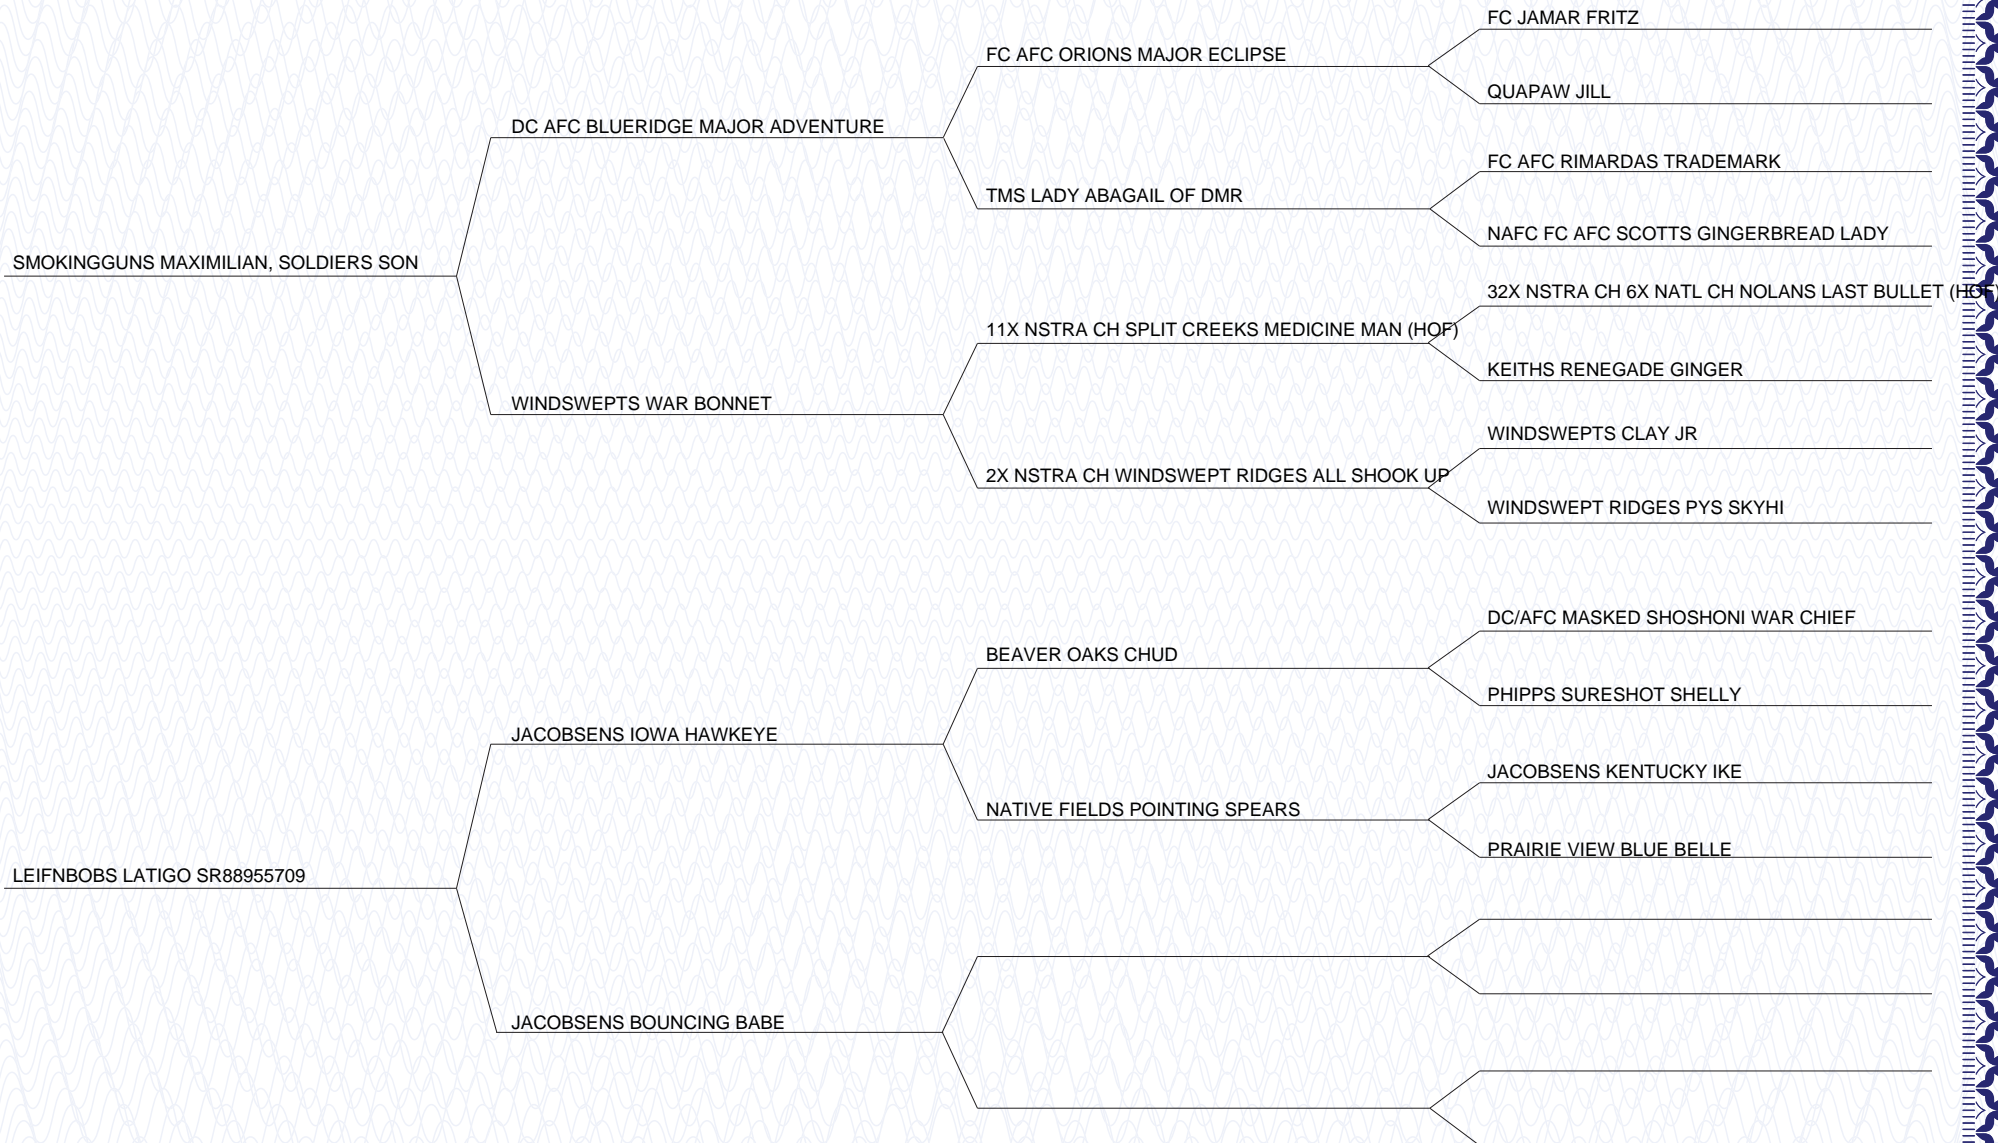 FC JAMAR FRITZ
FC AFC ORIONS MAJOR ECLIPSE
QUAPAW JILL
DC AFC BLUERIDGE MAJOR ADVENTURE
FC AFC RIMARDAS TRADEMARK
TMS LADY ABAGAIL OF DMR
NAFC FC AFC SCOTTS GINGERBREAD LADY
SMOKINGGUNS MAXIMILIAN, SOLDIERS SON
32X NSTRA CH 6X NATL CH NOLANS LAST BULLET (HOF)
11X NSTRA CH SPLIT CREEKS MEDICINE MAN (HOF)
KEITHS RENEGADE GINGER
WINDSWEPTS WAR BONNET
WINDSWEPTS CLAY JR
2X NSTRA CH WINDSWEPT RIDGES ALL SHOOK UP
WINDSWEPT RIDGES PYS SKYHI
DC/AFC MASKED SHOSHONI WAR CHIEF
BEAVER OAKS CHUD
PHIPPS SURESHOT SHELLY
JACOBSENS IOWA HAWKEYE
JACOBSENS KENTUCKY IKE
NATIVE FIELDS POINTING SPEARS
PRAIRIE VIEW BLUE BELLE
LEIFNBOBS LATIGO SR88955709
JACOBSENS BOUNCING BABE